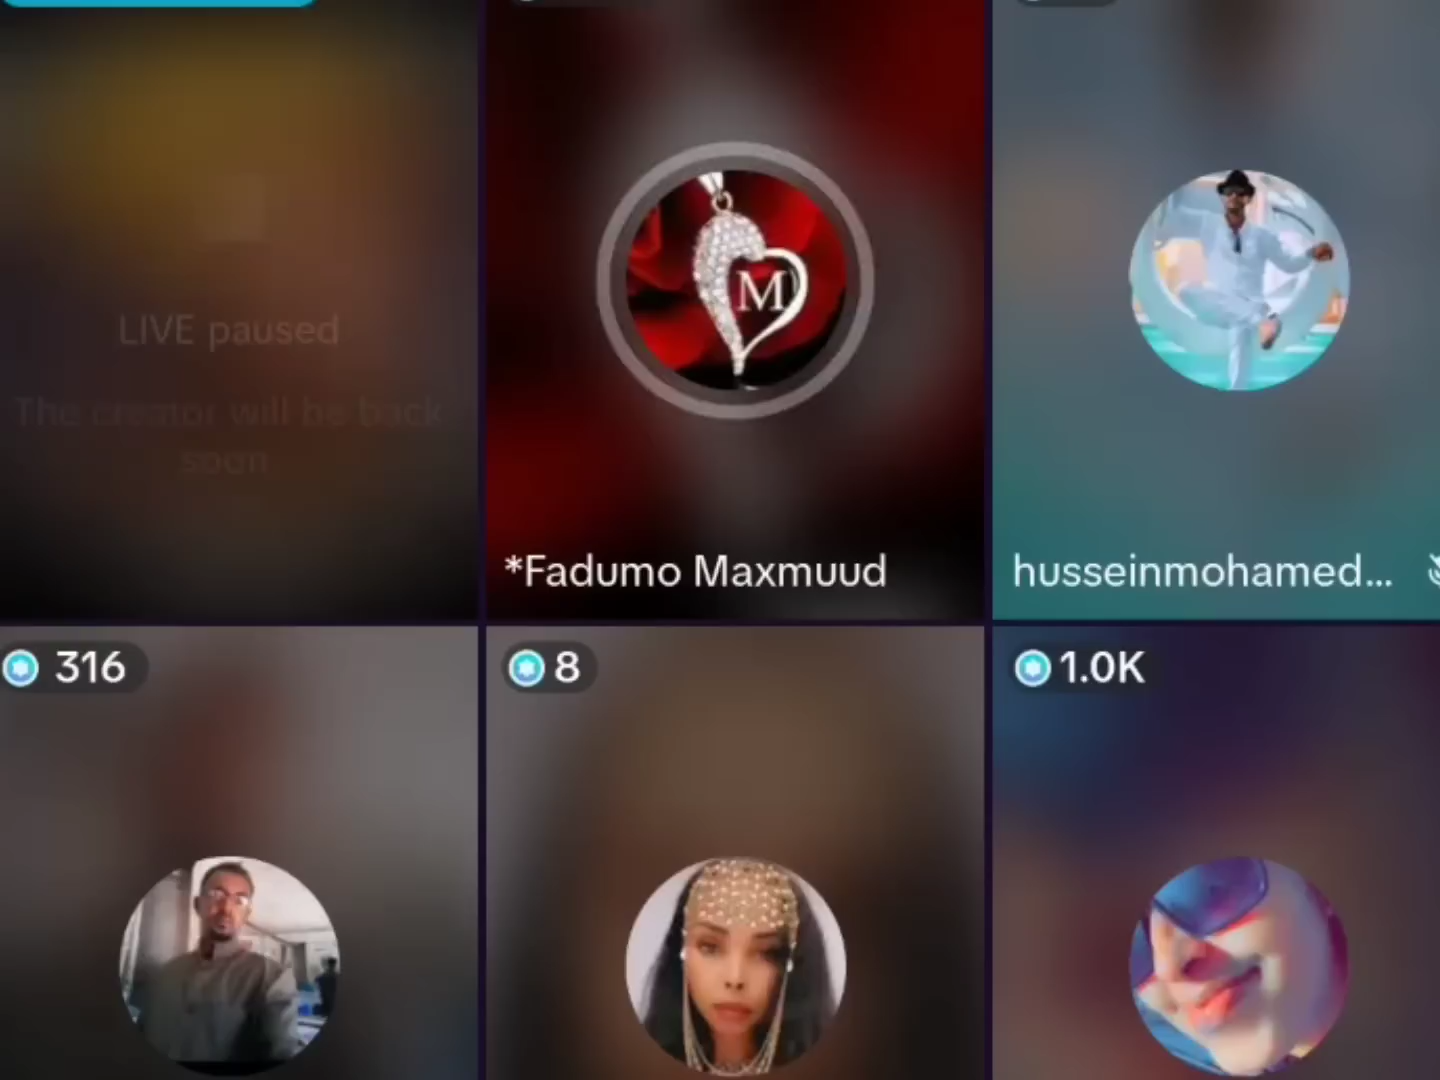 LIVE paused
The creator will be back
soon
M
*Fadumo Maxmuud
husseinmohamed...
316
8
1.0K